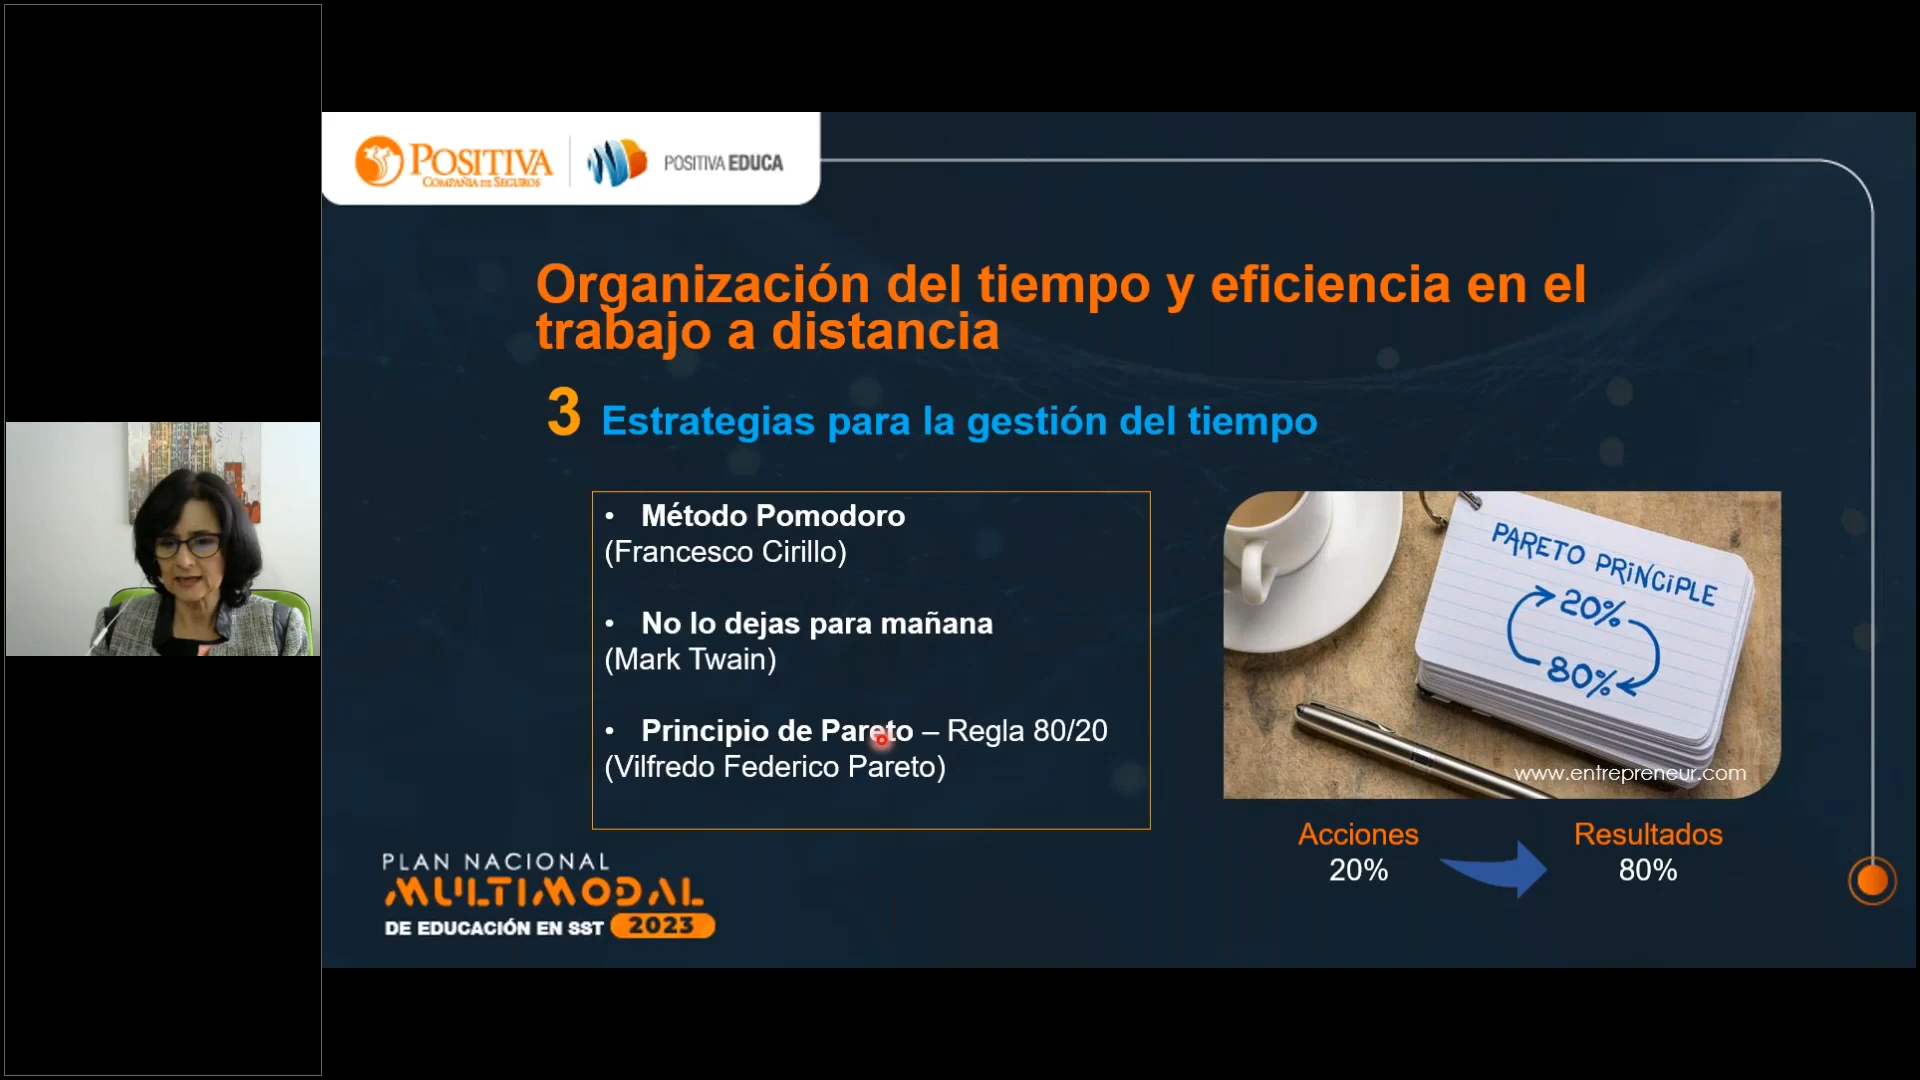 POSITIVA
COMPAÑÍA DE SEGUROS
POSITIVA EDUCA
Organización del tiempo y eficiencia en el
trabajo a distancia
3 Estrategias para la gestión del tiempo
• Método Pomodoro
(Francesco Cirillo)
• No lo dejas para mañana
(Mark Twain)
• Principio de Pareto – Regla 80/20
(Vilfredo Federico Pareto)
PARETO PRINCIPLE
20%
80%
www.entrepreneur.com
Acciones
20%
Resultados
80%
PLAN NACIONAL
MULTIMODAL
DE EDUCACIÓN EN SST 2023